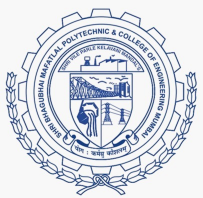 SHRI BHAGUBHAI MAFATLAL POLYTECHNIC & COLLEGE OF ENGINEERING MUMBAI
SHRI VILE PARLE KELAVANI MANDAL'S
योगः कर्मसु कौशलम्